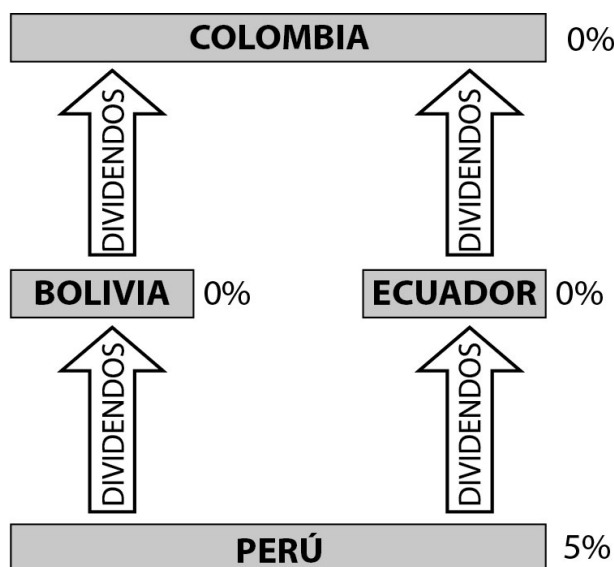 COLOMBIA 0%
DIVIDENDOS DIVIDENDOS
BOLIVIA 0% ECUADOR 0%
DIVIDENDOS DIVIDENDOS
PERÚ 5%